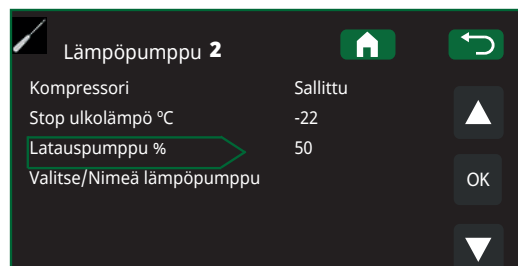 Lämpöpumppu 2
Kompressori Sallittu
Stop ulkolämpö °C -22
Latauspumppu % 50
Valitse/Nimeä lämpöpumppu
OK